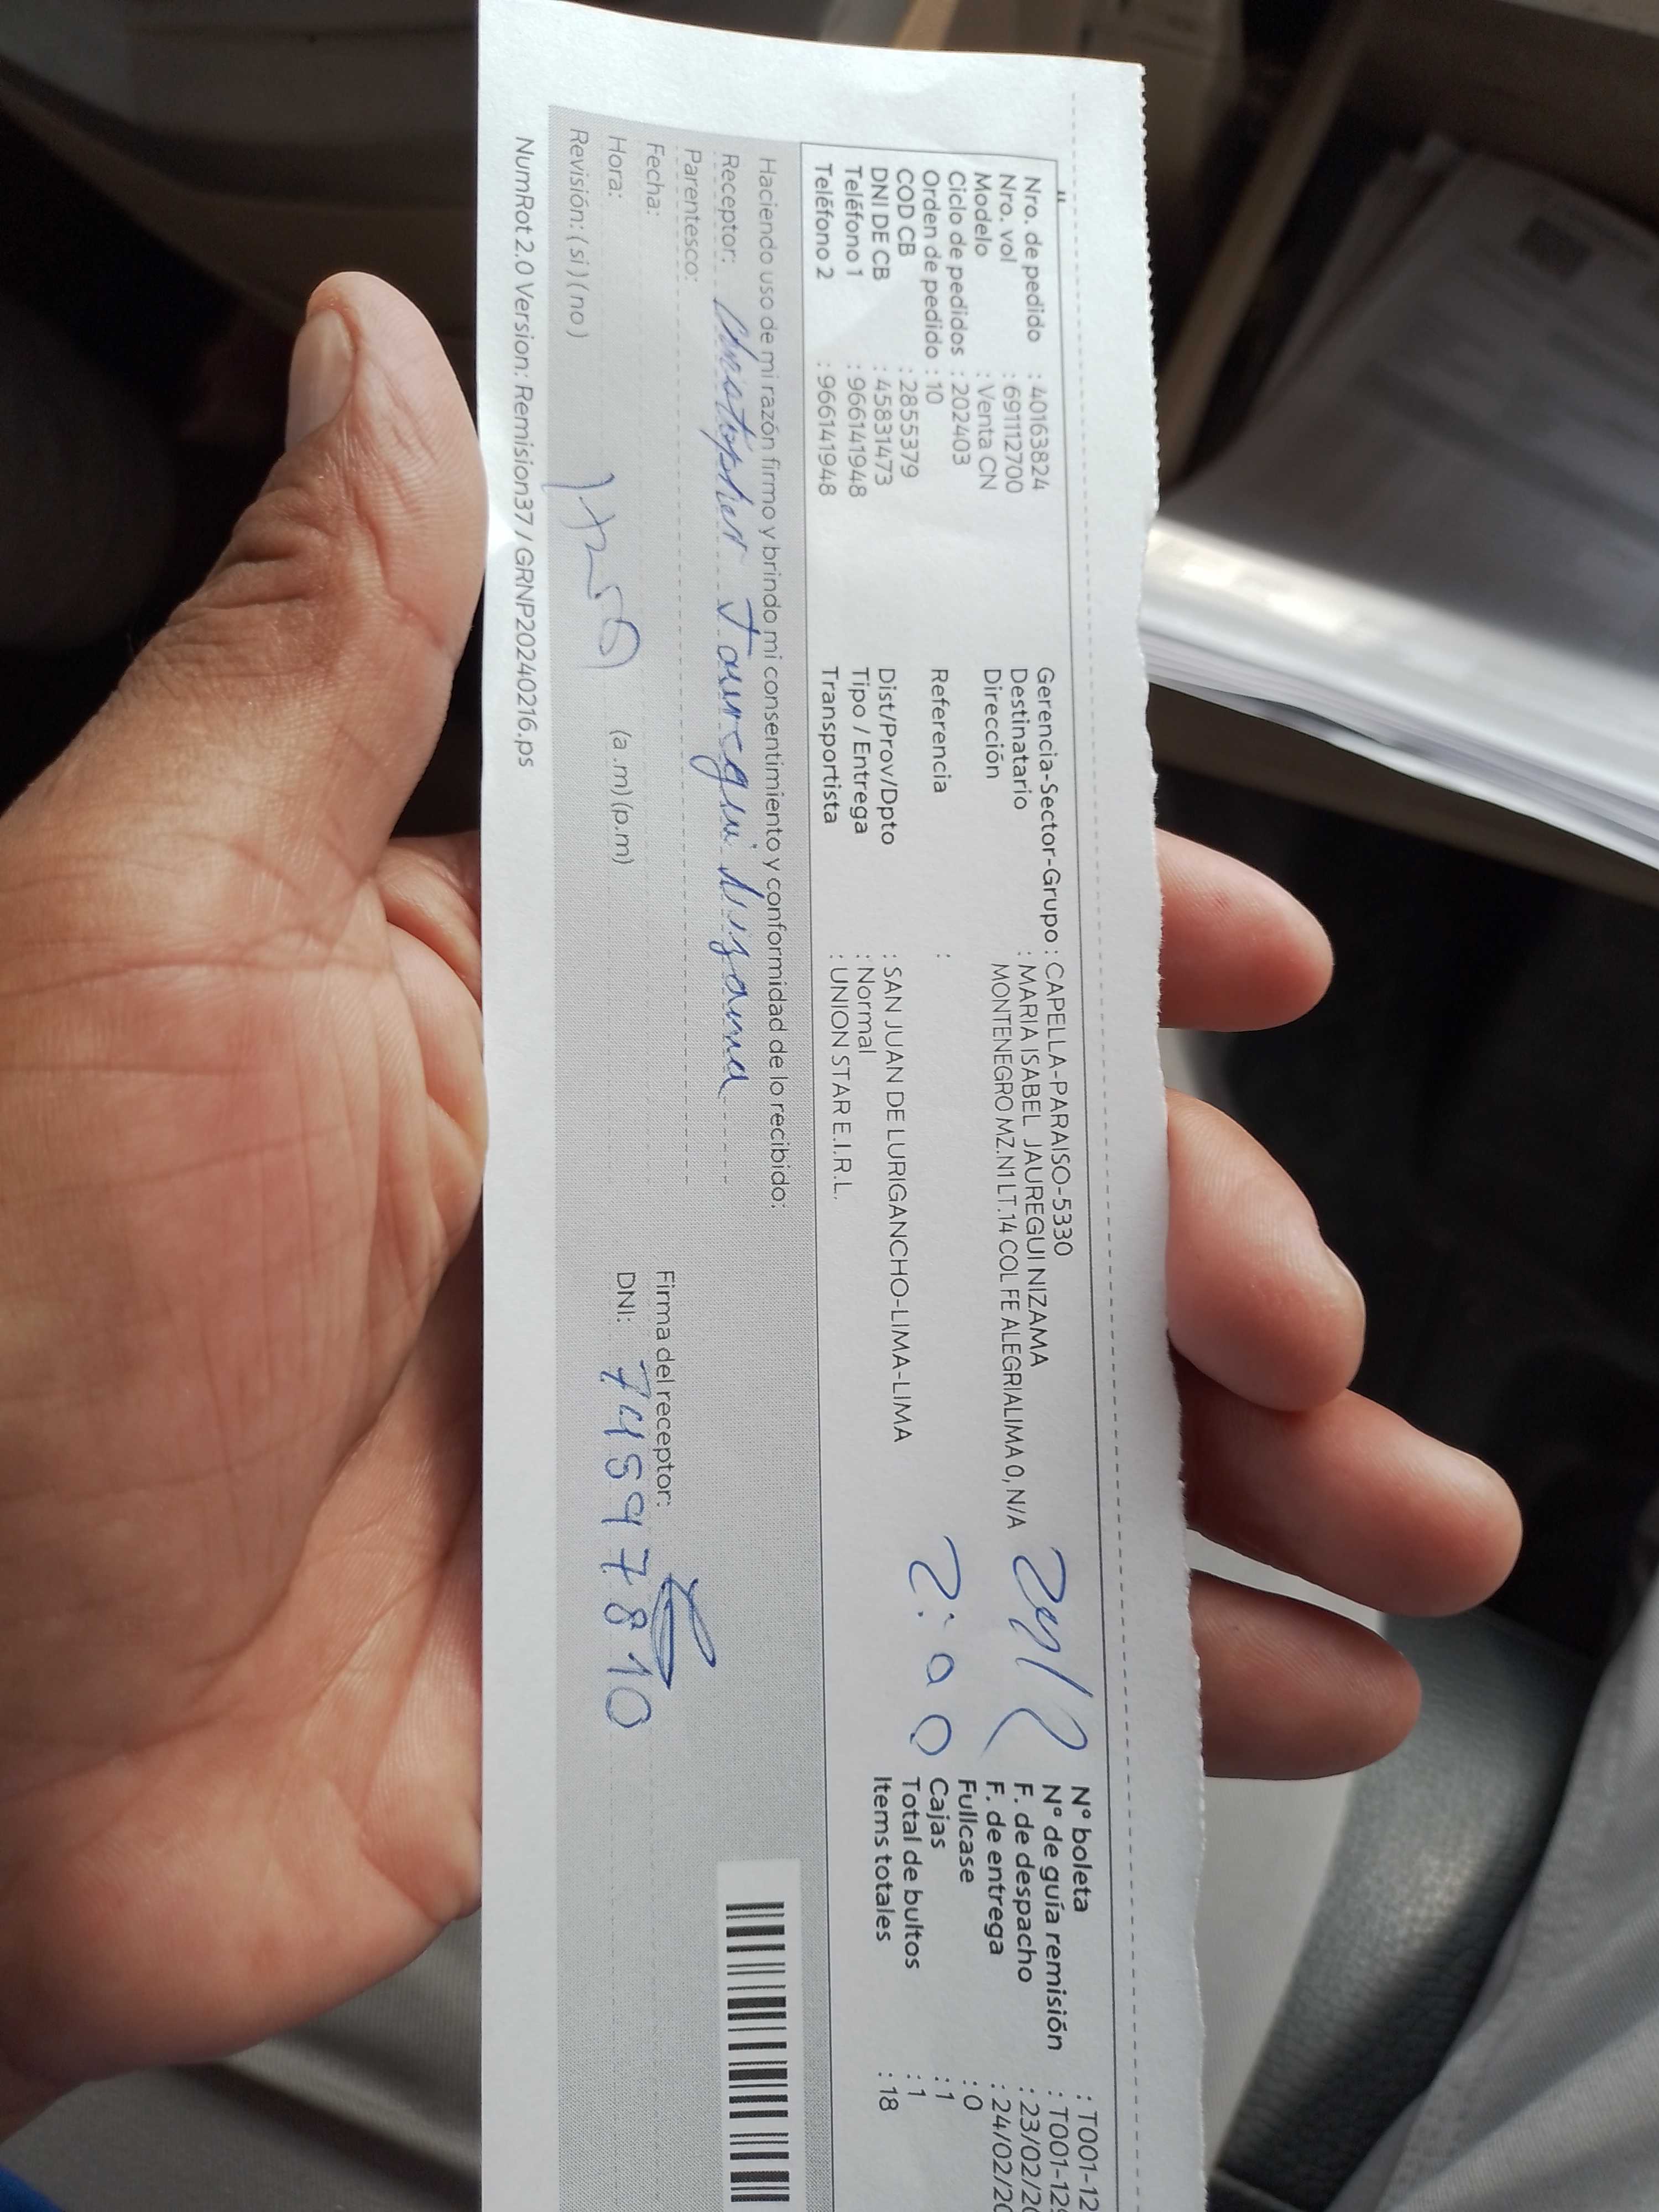 Nro. de pedido : 401163824
Nro. vol : 691112700
Modelo : Venta CN
Ciclo de pedidos : 202403
Orden de pedido : 10
COD CB : 2855379
DNI DE CB : 45831473
Teléfono 1 : 966141948
Teléfono 2 : 966141948
Gerencia-Sector-Grupo : CAPELLA-PARAISO-5330
Destinatario : MARIA ISABEL JAUREGUI NIZAMA
Dirección MONTENEGRO MZ.N1 LT.14 COL FE ALEGRIALIMA 0, N/A
Referencia :
Dist/Prov/Dpto : SAN JUAN DE LURIGANCHO-LIMA-LIMA
Tipo / Entrega : Normal
Transportista : UNION STAR E.I.R.L.
2:00
N° boleta : T001-12
N° de guía remisión : T001-129
F. de despacho : 23/02/20
F. de entrega : 24/02/20
Fullcase : 0
Cajas : 1
Total de bultos : 1
Items totales : 18
Haciendo uso de mi razón firmo y brindo mi consentimiento y conformidad de lo recibido:
Receptor: Christopher Jauregui Nizama
Parentesco:
Fecha:
Hora: (a.m) (p.m)
Revisión: ( si ) ( no )
Firma del receptor:
DNI: 74597810
NumRot 2.0 Version: Remision37 / GRNP20240216.ps